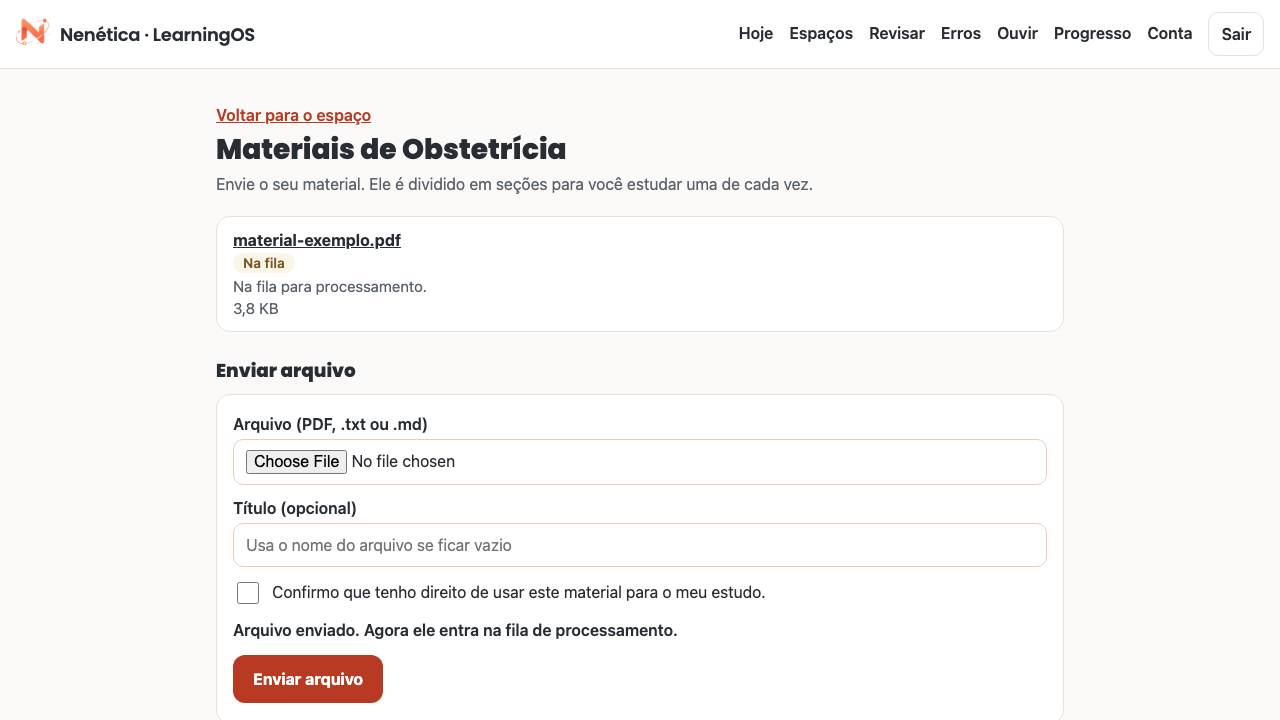 Nenética · LearningOS
Hoje Espaços Revisar Erros Ouvir Progresso Conta Sair
Voltar para o espaço
Materiais de Obstetrícia
Envie o seu material. Ele é dividido em seções para você estudar uma de cada vez.
material-exemplo.pdf
Na fila
Na fila para processamento.
3,8 KB
Enviar arquivo
Arquivo (PDF, .txt ou .md)
Choose File No file chosen
Título (opcional)
Usa o nome do arquivo se ficar vazio
Confirmo que tenho direito de usar este material para o meu estudo.
Arquivo enviado. Agora ele entra na fila de processamento.
Enviar arquivo